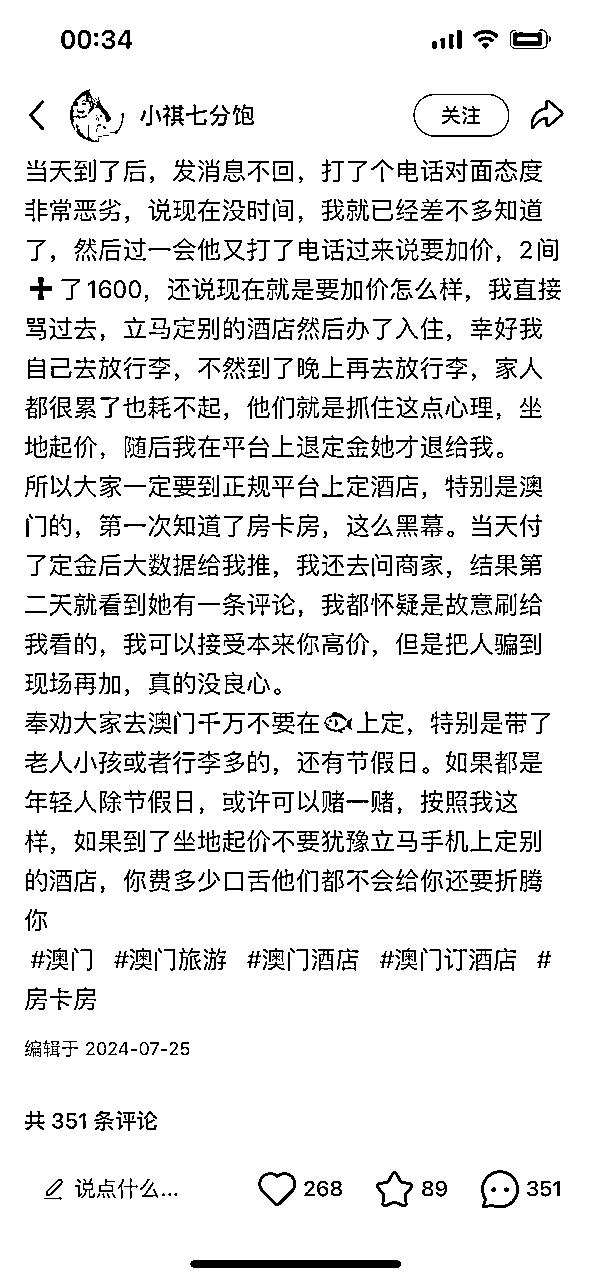 00:34
小祺七分饱
关注
当天到了后，发消息不回，打了个电话对面态度
非常恶劣，说现在没时间，我就已经差不多知道
了，然后过一会他又打了电话过来说要加价，2间
➕了1600，还说现在就是要加价怎么样，我直接
骂过去，立马定别的酒店然后办了入住，幸好我
自己去放行李，不然到了晚上再去放行李，家人
都很累了也耗不起，他们就是抓住这点心理，坐
地起价，随后我在平台上退定金她才退给我。
所以大家一定要到正规平台上定酒店，特别是澳
门的，第一次知道了房卡房，这么黑幕。当天付
了定金后大数据给我推，我还去问商家，结果第
二天就看到她有一条评论，我都怀疑是故意刷给
我看的，我可以接受本来你高价，但是把人骗到
现场再加，真的没良心。
奉劝大家去澳门千万不要在🐟上定，特别是带了
老人小孩或者行李多的，还有节假日。如果都是
年轻人除节假日，或许可以赌一赌，按照我这
样，如果到了坐地起价不要犹豫立马手机上定别
的酒店，你费多少口舌他们都不会给你还要折腾
你
#澳门 #澳门旅游 #澳门酒店 #澳门订酒店 #
房卡房
编辑于 2024-07-25
共 351 条评论
说点什么...
268
89
351